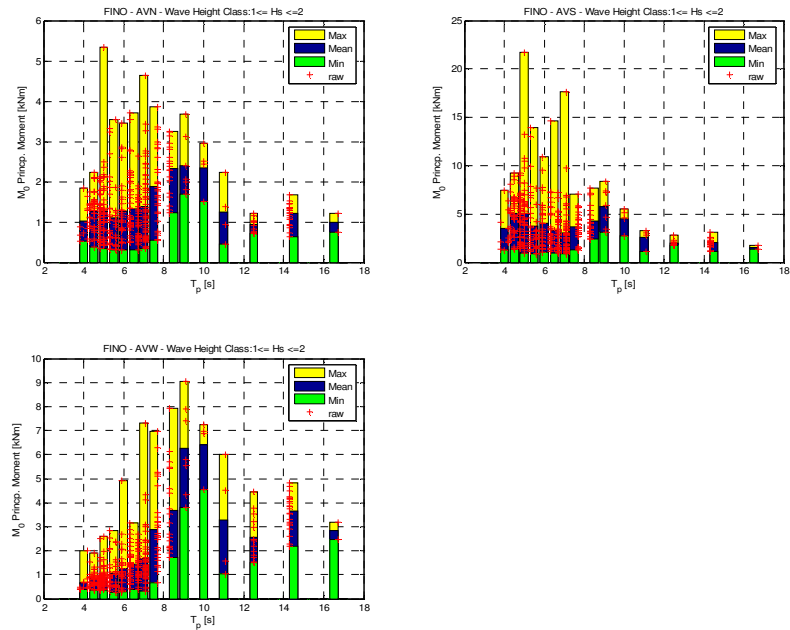 FINO - AVN - Wave Height Class:1<= Hs <=2
6
5
4
3
2
1
0
M0 Princp. Moment [kNm]
2 4 6 8 10 12 14 16 18
Tp [s]
Max
Mean
Min
raw
FINO - AVS - Wave Height Class:1<= Hs <=2
25
20
15
10
5
0
M0 Princp. Moment [kNm]
2 4 6 8 10 12 14 16 18
Tp [s]
Max
Mean
Min
raw
FINO - AVW - Wave Height Class:1<= Hs <=2
10
9
8
7
6
5
4
3
2
1
0
M0 Princp. Moment [kNm]
2 4 6 8 10 12 14 16 18
Tp [s]
Max
Mean
Min
raw